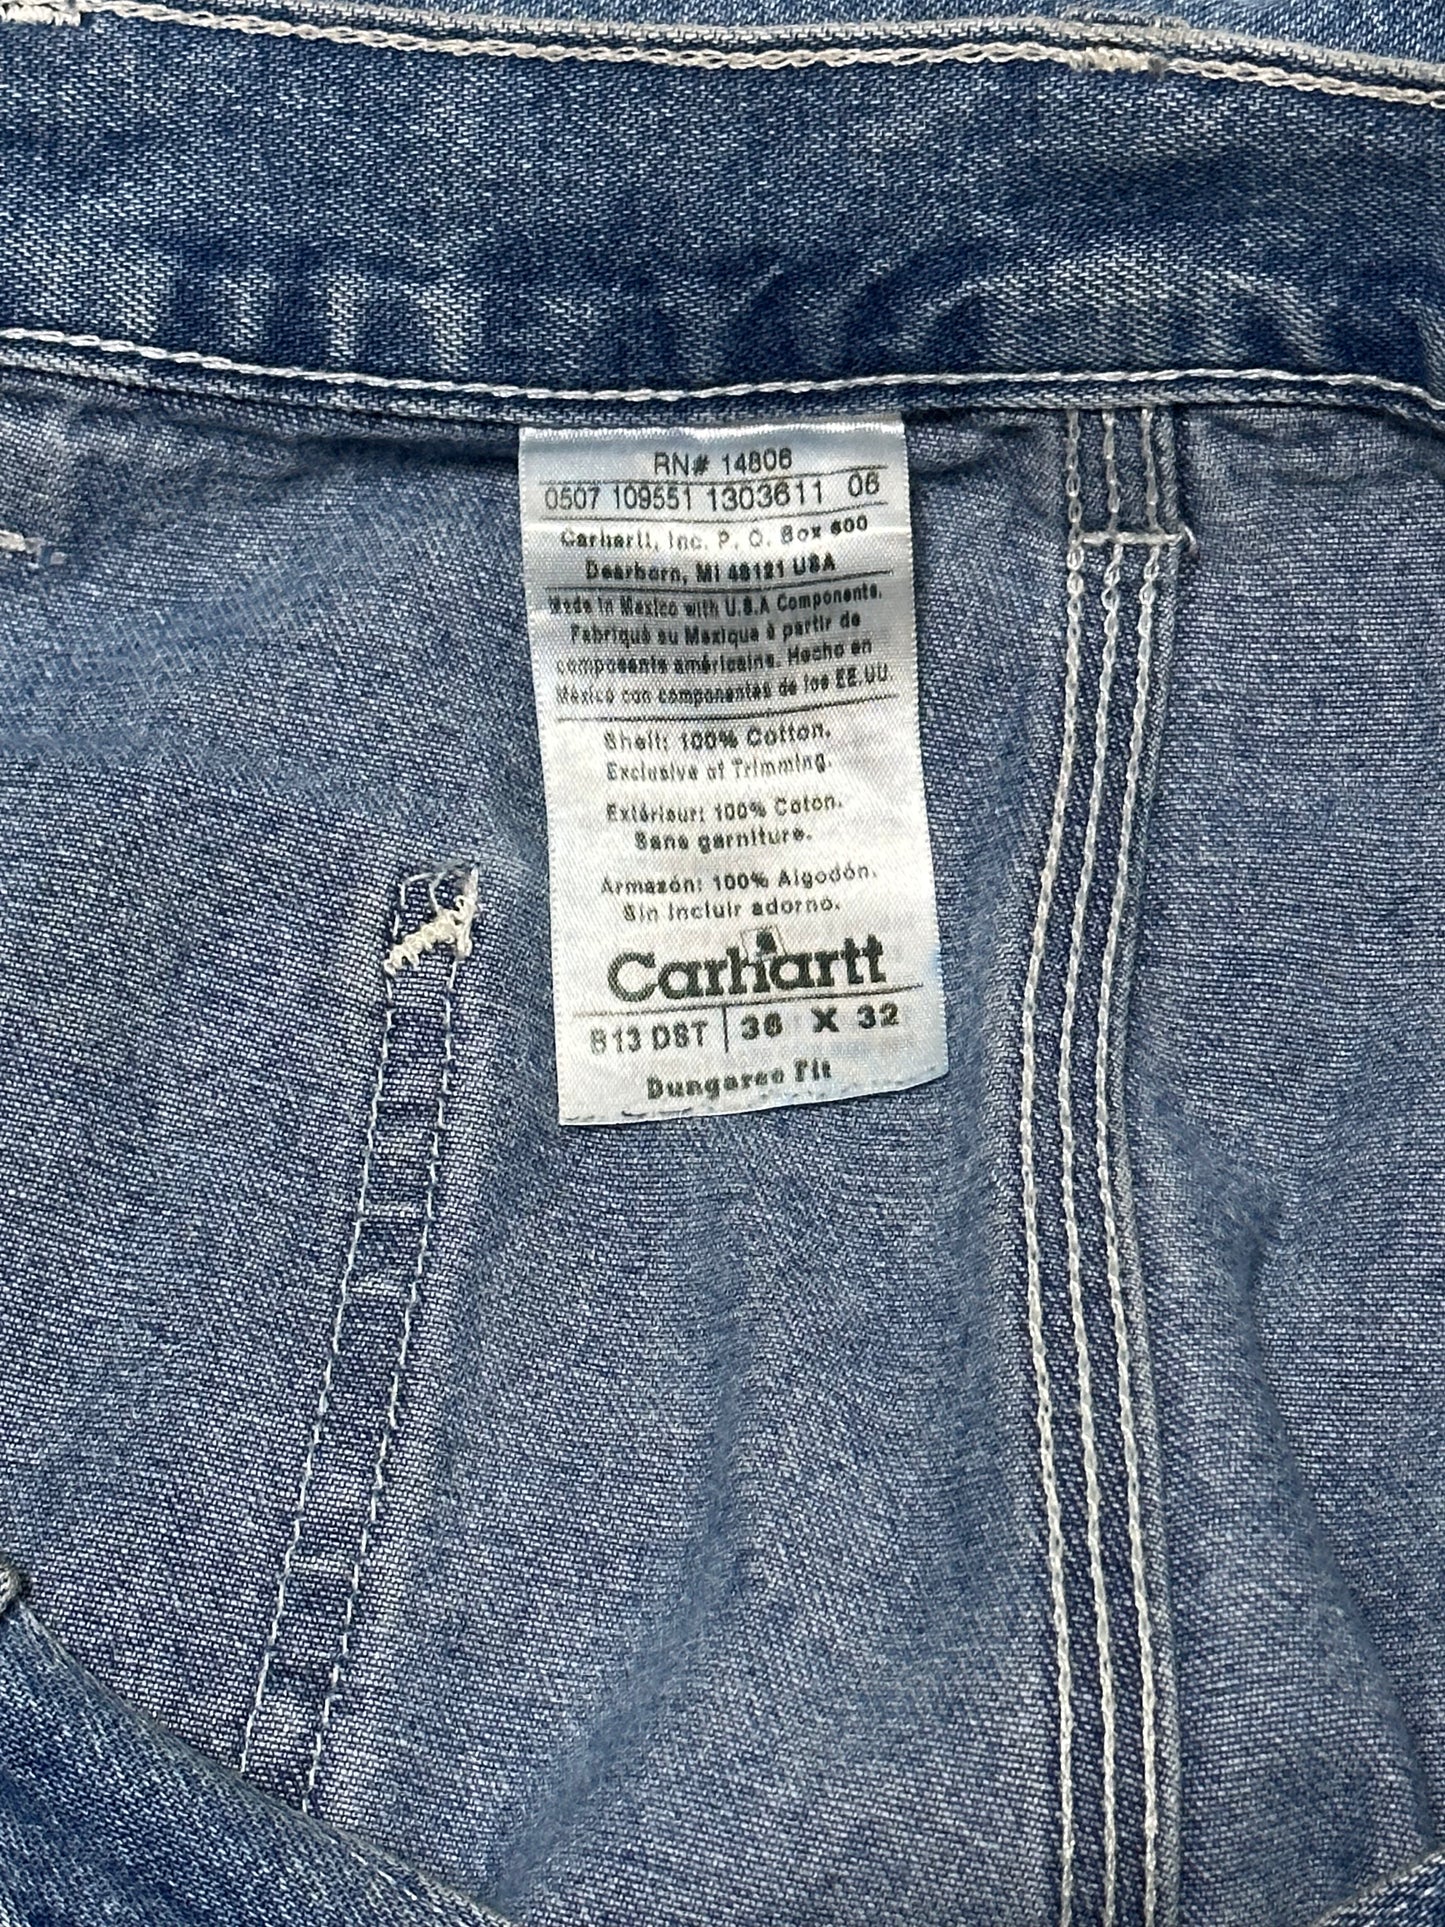 RN# 14806
0507 109551 1303611 06
Carhartt, Inc. P. O. Box 600
Dearborn, MI 48121 USA
Made in Mexico with U.S.A Components.
Fabriqué au Mexique à partir de
composants américains. Hecho en
México con componentes de los EE.UU.
Shell: 100% Cotton.
Exclusive of Trimming.
Extérieur: 100% Coton.
Sans garniture.
Armazón: 100% Algodón.
Sin incluir adorno.
Carhartt
B13 DST | 36 X 32
Dungaree Fit